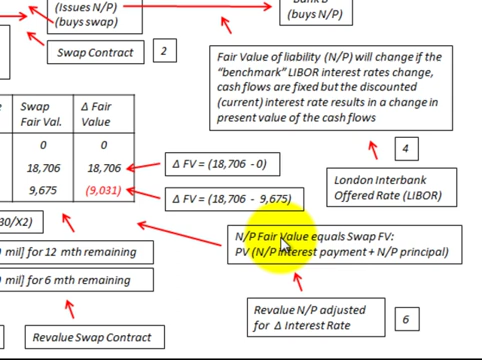 (Issues N/P)
(buys swap)
Bank B
(buys N/P)
Swap Contract
2
Fair Value of liability (N/P) will change if the
"benchmark" LIBOR interest rates change,
cash flows are fixed but the discounted
(current) interest rate results in a change in
present value of the cash flows
4
London Interbank
Offered Rate (LIBOR)
Swap
Fair Val.
Δ Fair
Value
0 0
18,706 18,706
9,675 (9,031)
Δ FV = (18,706 - 0)
Δ FV = (18,706 - 9,675)
30/X2)
N/P Fair Value equals Swap FV:
PV (N/P interest payment + N/P principal)
mil] for 12 mth remaining
mil] for 6 mth remaining
Revalue N/P adjusted
for Δ Interest Rate
6
Revalue Swap Contract